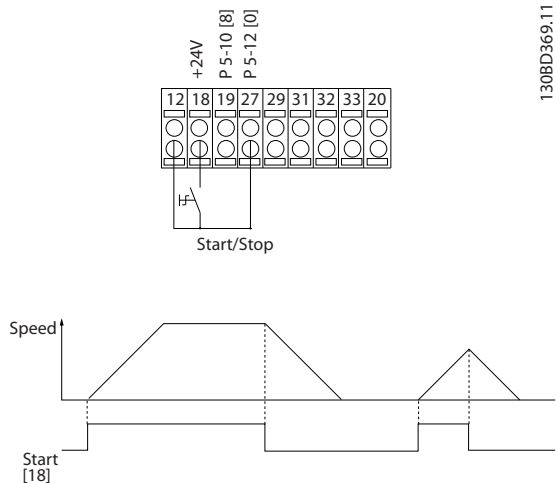 130BD369.11
+24V
P 5-10 [8]
P 5-12 [0]
12 18 19 27 29 31 32 33 20
Start/Stop
Speed
Start
[18]